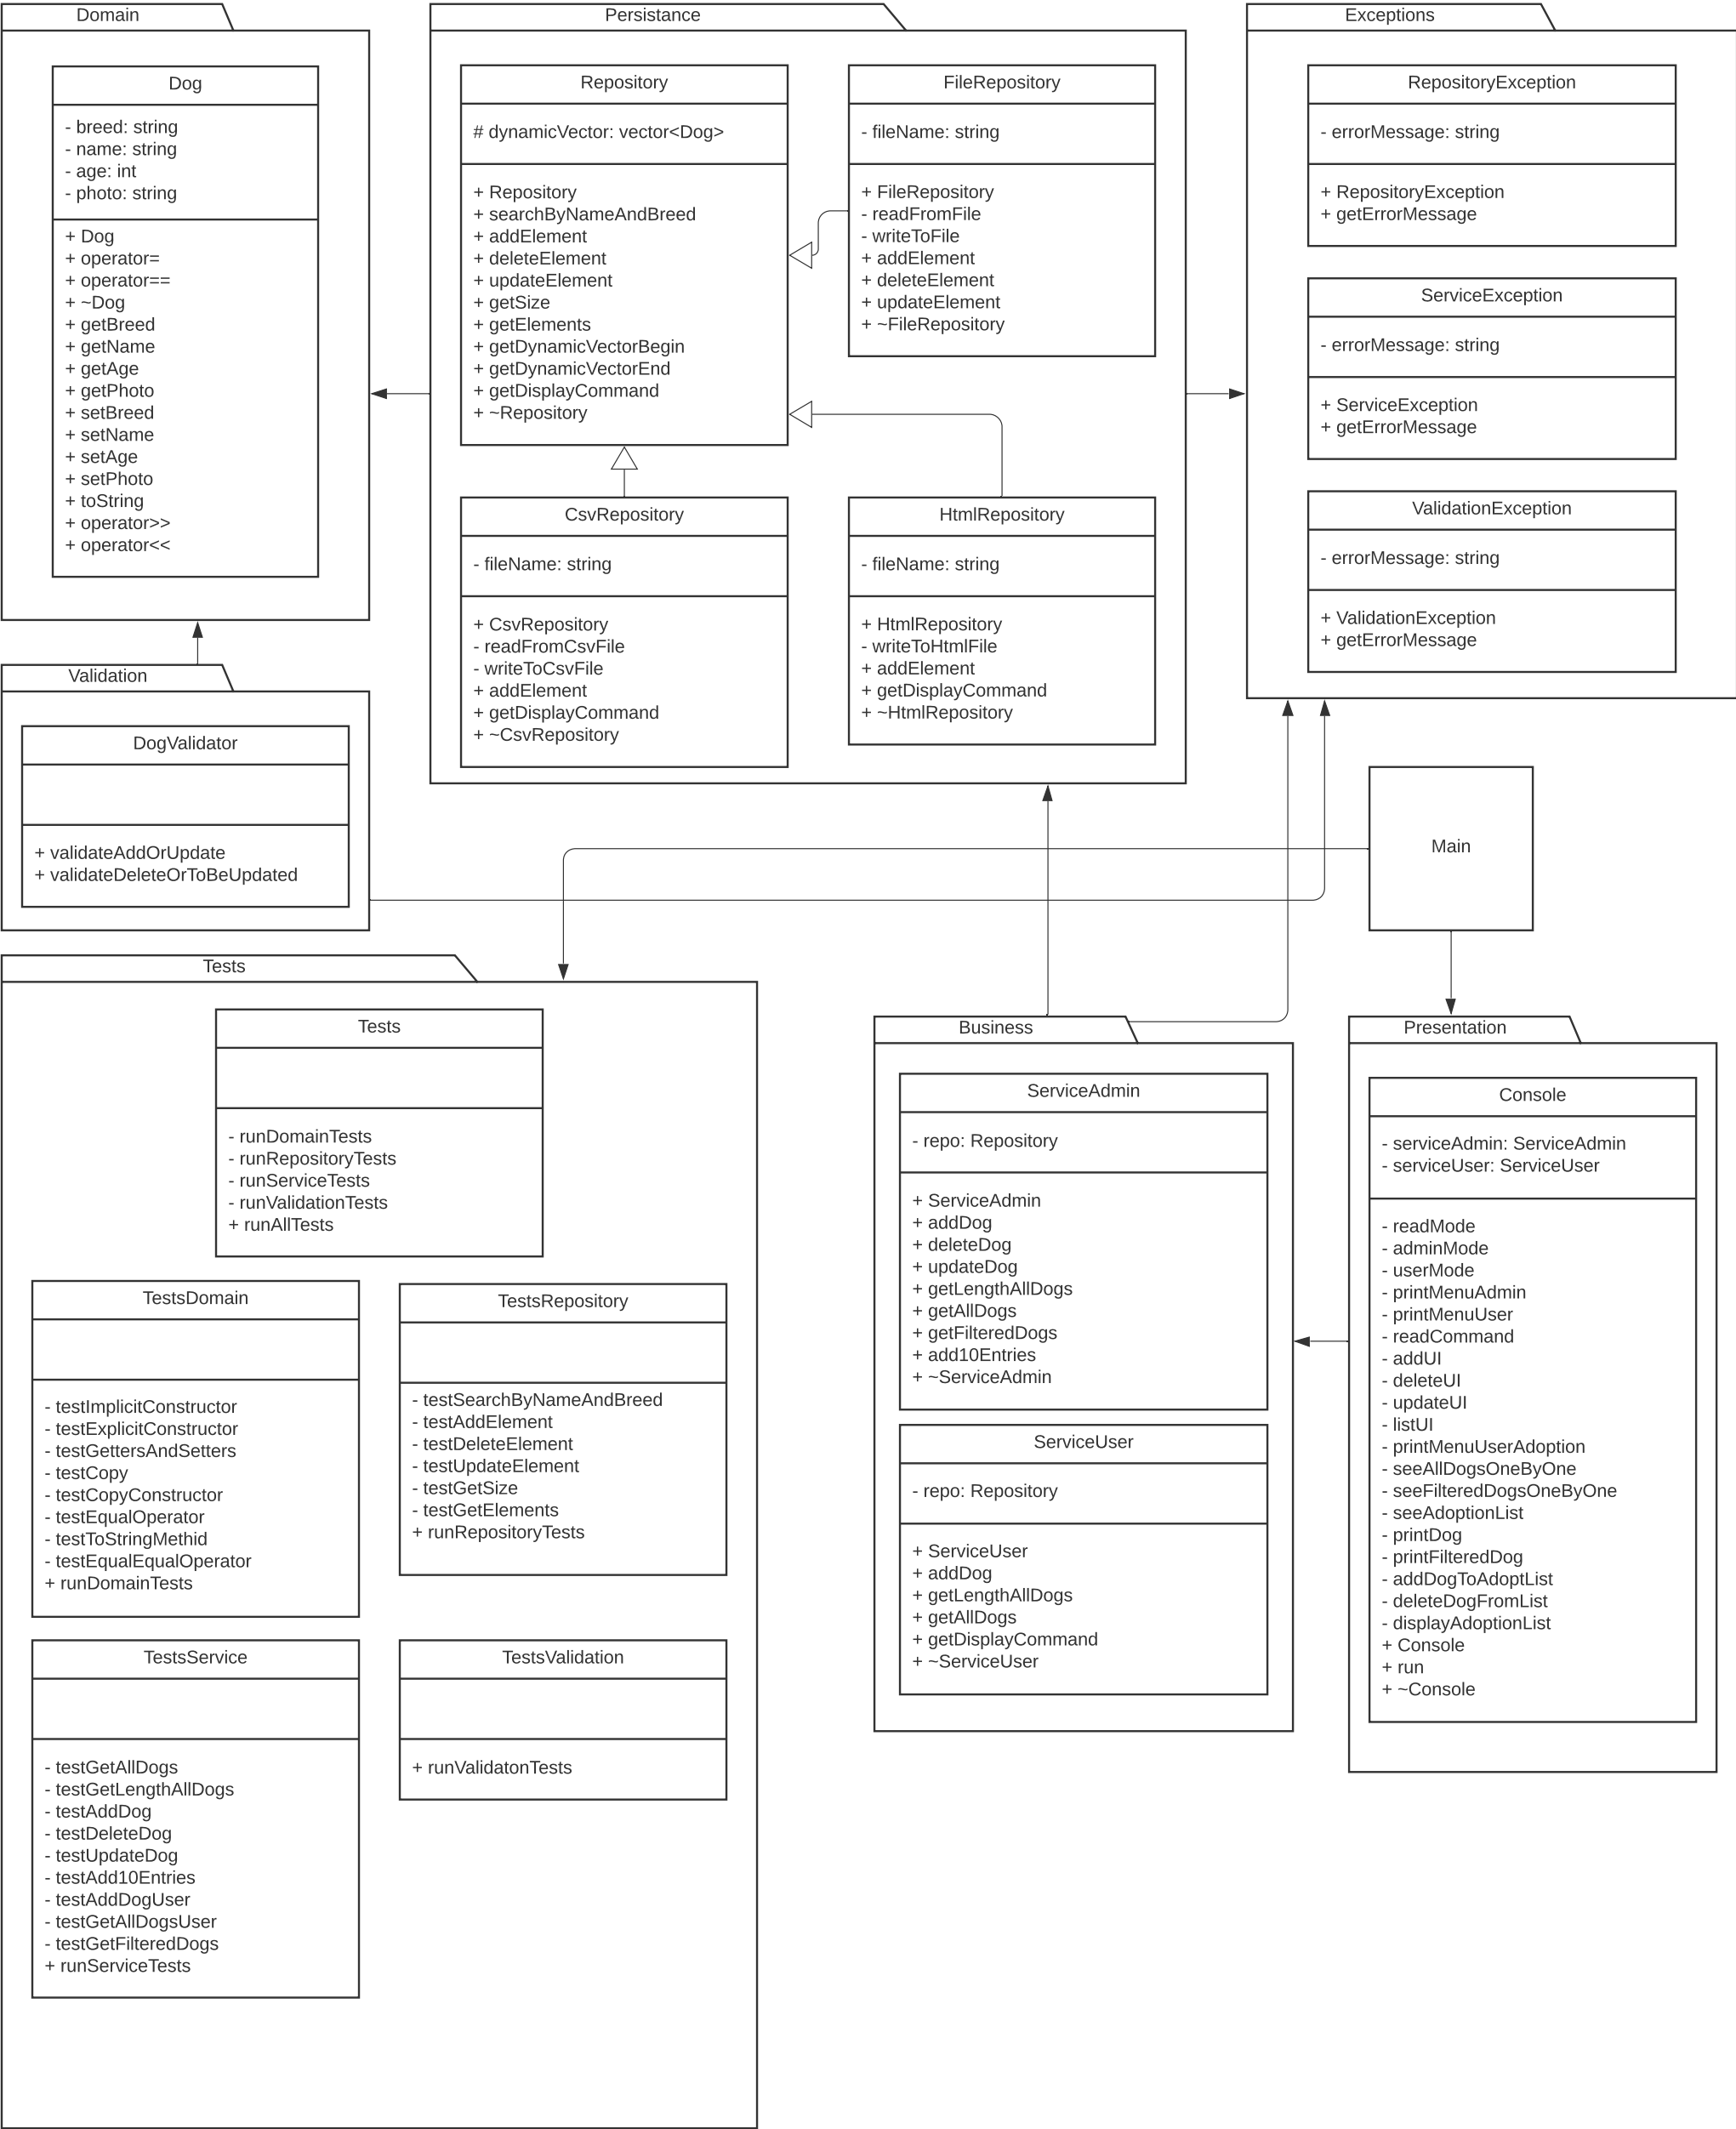 Domain
Dog
- breed: string
- name: string
- age: int
- photo: string
+ Dog
+ operator=
+ operator==
+ ~Dog
+ getBreed
+ getName
+ getAge
+ getPhoto
+ setBreed
+ setName
+ setAge
+ setPhoto
+ toString
+ operator>>
+ operator<<
Persistance
Repository
# dynamicVector: vector<Dog>
+ Repository
+ searchByNameAndBreed
+ addElement
+ deleteElement
+ updateElement
+ getSize
+ getElements
+ getDynamicVectorBegin
+ getDynamicVectorEnd
+ getDisplayCommand
+ ~Repository
FileRepository
- fileName: string
+ FileRepository
- readFromFile
- writeToFile
+ addElement
+ deleteElement
+ updateElement
+ ~FileRepository
CsvRepository
- fileName: string
+ CsvRepository
- readFromCsvFile
- writeToCsvFile
+ addElement
+ getDisplayCommand
+ ~CsvRepository
HtmlRepository
- fileName: string
+ HtmlRepository
- writeToHtmlFile
+ addElement
+ getDisplayCommand
+ ~HtmlRepository
Exceptions
RepositoryException
- errorMessage: string
+ RepositoryException
+ getErrorMessage
ServiceException
- errorMessage: string
+ ServiceException
+ getErrorMessage
ValidationException
- errorMessage: string
+ ValidationException
+ getErrorMessage
Validation
DogValidator
+ validateAddOrUpdate
+ validateDeleteOrToBeUpdated
Main
Tests
Tests
- runDomainTests
- runRepositoryTests
- runServiceTests
- runValidationTests
+ runAllTests
TestsDomain
- testImplicitConstructor
- testExplicitConstructor
- testGettersAndSetters
- testCopy
- testCopyConstructor
- testEqualOperator
- testToStringMethid
- testEqualEqualOperator
+ runDomainTests
TestsRepository
- testSearchByNameAndBreed
- testAddElement
- testDeleteElement
- testUpdateElement
- testGetSize
- testGetElements
+ runRepositoryTests
TestsService
- testGetAllDogs
- testGetLengthAllDogs
- testAddDog
- testDeleteDog
- testUpdateDog
- testAdd10Entries
- testAddDogUser
- testGetAllDogsUser
- testGetFilteredDogs
+ runServiceTests
TestsValidation
+ runValidatonTests
Business
ServiceAdmin
- repo: Repository
+ ServiceAdmin
+ addDog
+ deleteDog
+ updateDog
+ getLengthAllDogs
+ getAllDogs
+ getFilteredDogs
+ add10Entries
+ ~ServiceAdmin
ServiceUser
- repo: Repository
+ ServiceUser
+ addDog
+ getLengthAllDogs
+ getAllDogs
+ getDisplayCommand
+ ~ServiceUser
Presentation
Console
- serviceAdmin: ServiceAdmin
- serviceUser: ServiceUser
- readMode
- adminMode
- userMode
- printMenuAdmin
- printMenuUser
- readCommand
- addUI
- deleteUI
- updateUI
- listUI
- printMenuUserAdoption
- seeAllDogsOneByOne
- seeFilteredDogsOneByOne
- seeAdoptionList
- printDog
- printFilteredDog
- addDogToAdoptList
- deleteDogFromList
- displayAdoptionList
+ Console
+ run
+ ~Console